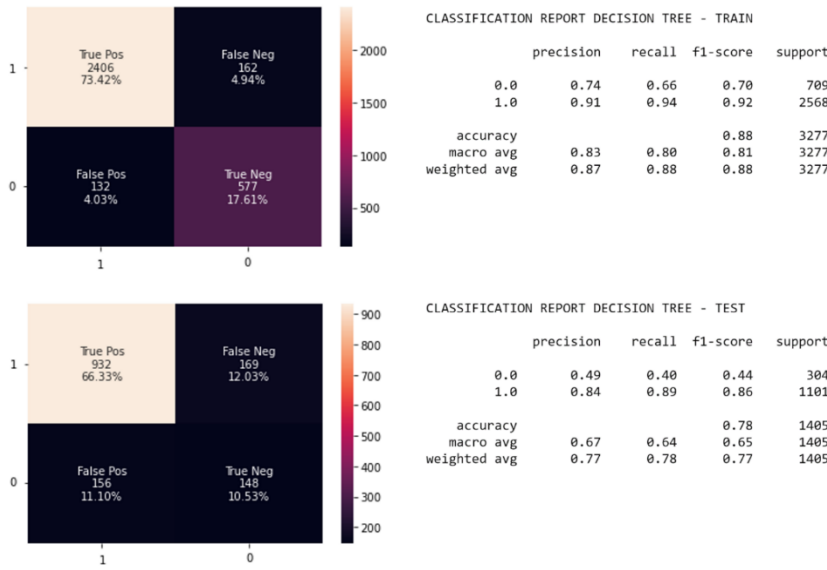 True Pos
2406
73.42%
False Neg
162
4.94%
False Pos
132
4.03%
True Neg
577
17.61%
1
0
1
0
2000
1500
1000
500
CLASSIFICATION REPORT DECISION TREE - TRAIN
precision recall f1-score support
0.0 0.74 0.66 0.70 709
1.0 0.91 0.94 0.92 2568
accuracy 0.88 3277
macro avg 0.83 0.80 0.81 3277
weighted avg 0.87 0.88 0.88 3277
True Pos
932
66.33%
False Neg
169
12.03%
False Pos
156
11.10%
True Neg
148
10.53%
1
0
1
0
900
800
700
600
500
400
300
200
CLASSIFICATION REPORT DECISION TREE - TEST
precision recall f1-score support
0.0 0.49 0.40 0.44 304
1.0 0.84 0.89 0.86 1101
accuracy 0.78 1405
macro avg 0.67 0.64 0.65 1405
weighted avg 0.77 0.78 0.77 1405